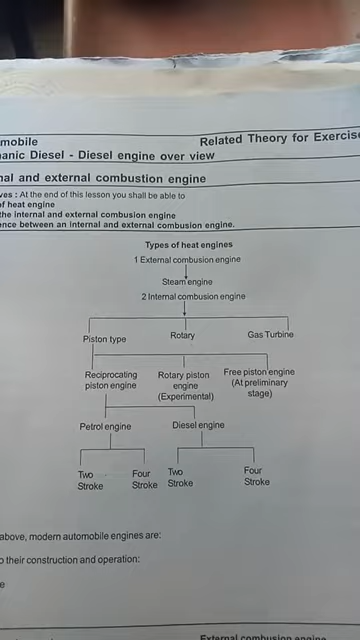 mobile
Related Theory for Exercise
anic Diesel - Diesel engine over view
nal and external combustion engine
ves : At the end of this lesson you shall be able to
of heat engine
the internal and external combustion engine
ence between an internal and external combustion engine.
Types of heat engines
1 External combusion engine
Steam engine
2 Internal combusion engine
Piston type
Rotary
Gas Turbine
Reciprocating
piston engine
Rotary piston
engine
(Experimental)
Free piston engine
(At preliminary
stage)
Petrol engine
Diesel engine
Two
Stroke
Four
Stroke
Two
Stroke
Four
Stroke
above, modern automobile engines are:
o their construction and operation:
e
External combusion engine